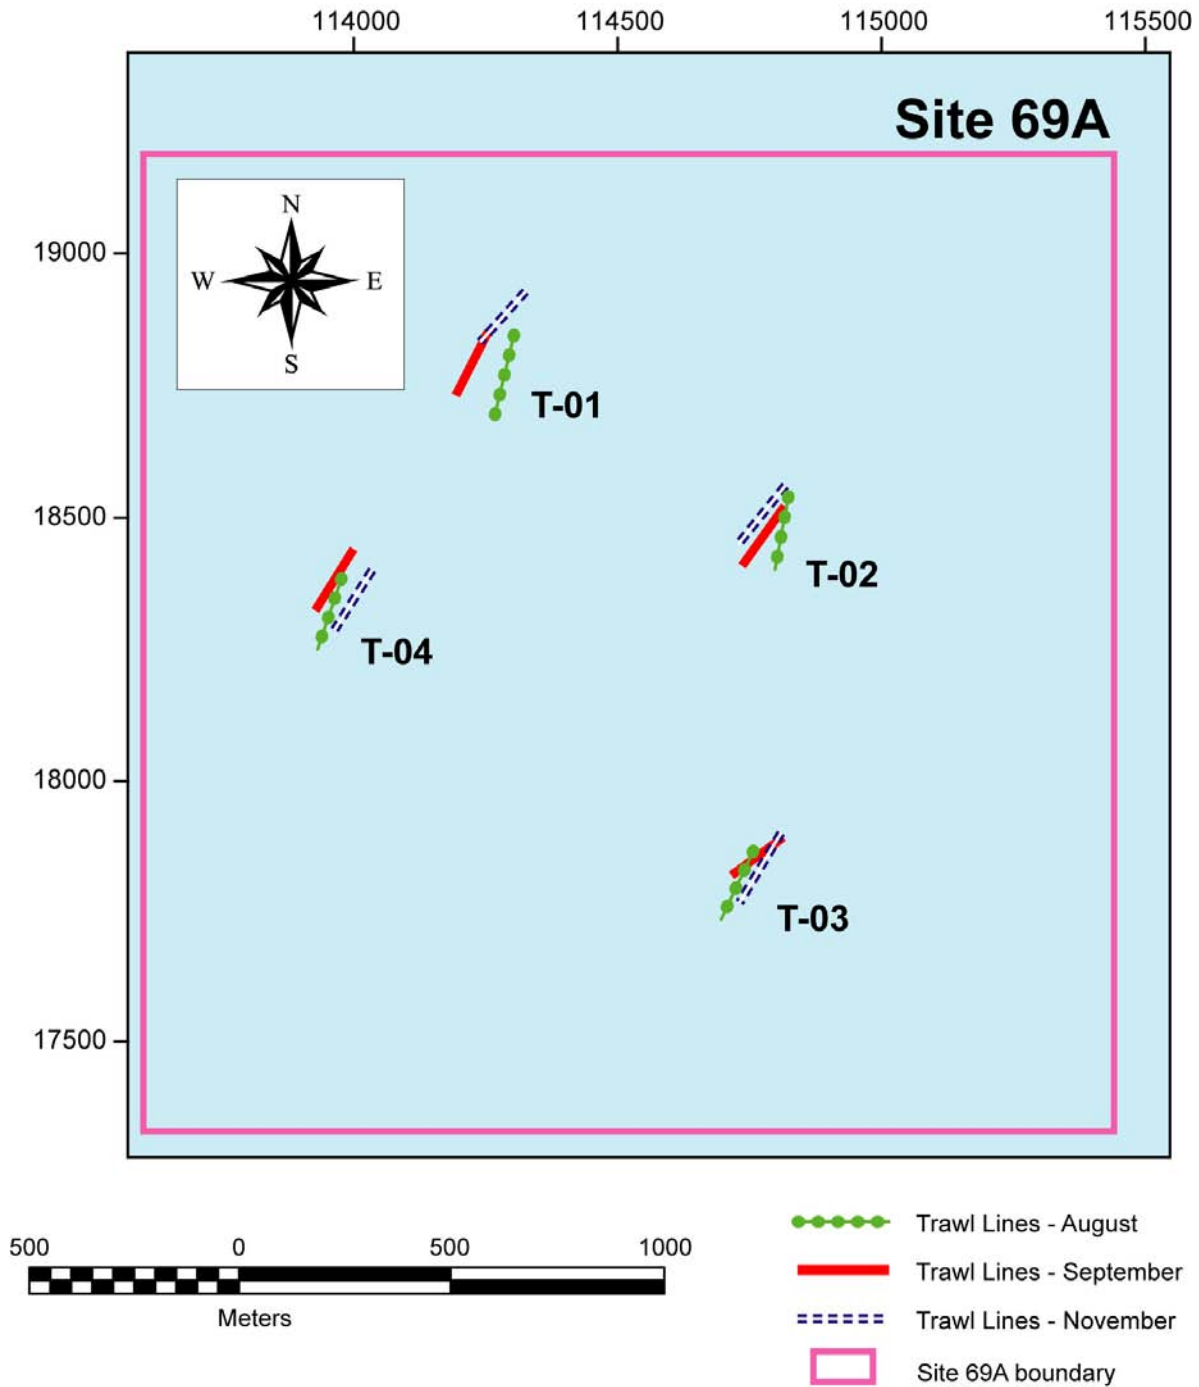 114000 114500 115000 115500
Site 69A
N
19000
W E
S
T-01
18500
T-02
T-04
18000
T-03
17500
500 0 500 1000
Meters
Trawl Lines - August
Trawl Lines - September
Trawl Lines - November
Site 69A boundary